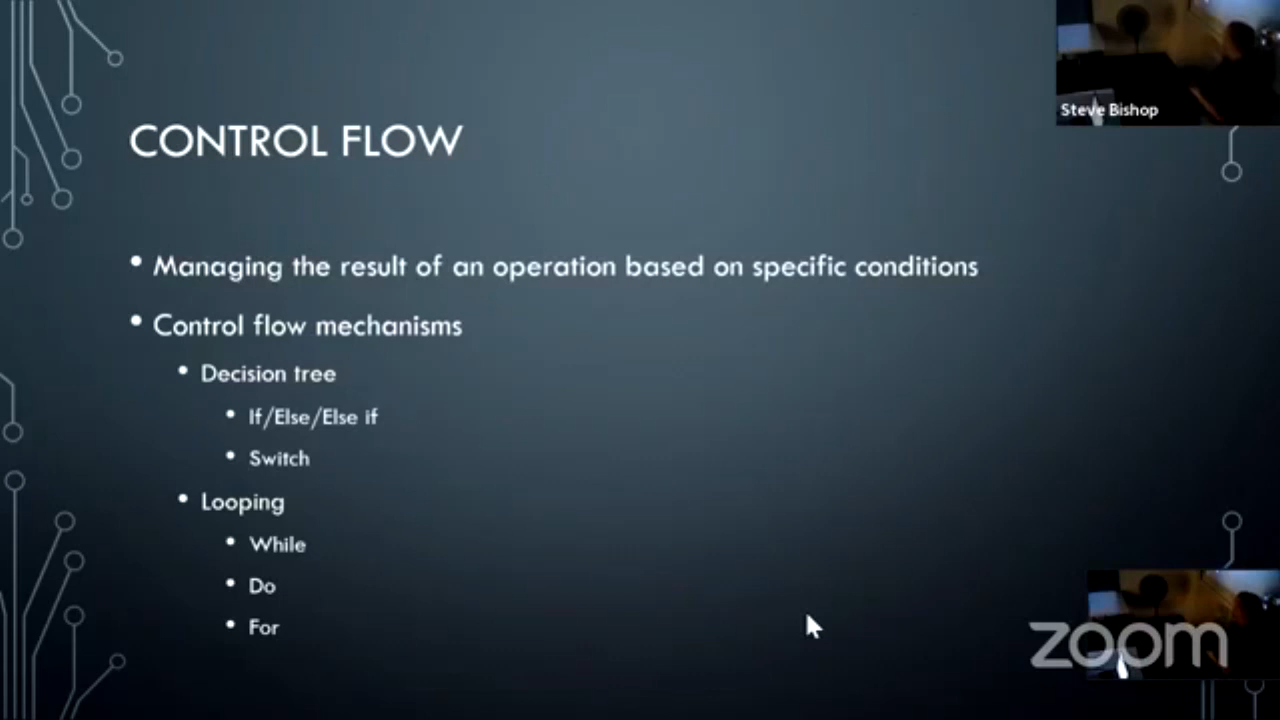 Steve Bishop
CONTROL FLOW
Managing the result of an operation based on specific conditions
Control flow mechanisms
Decision tree
If/Else/Else if
Switch
Looping
While
Do
For
zoom